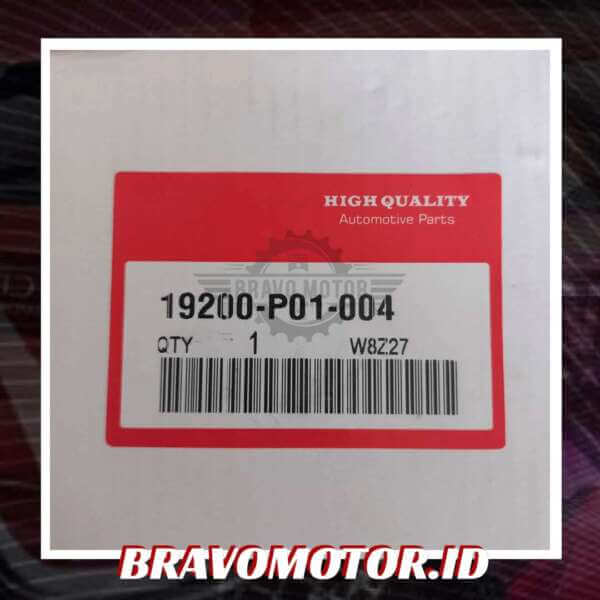 HIGH QUALITY
Automotive Parts
BRAVO MOTOR
19200-P01-004
QTY 1 W8Z27
BRAVOMOTOR.ID